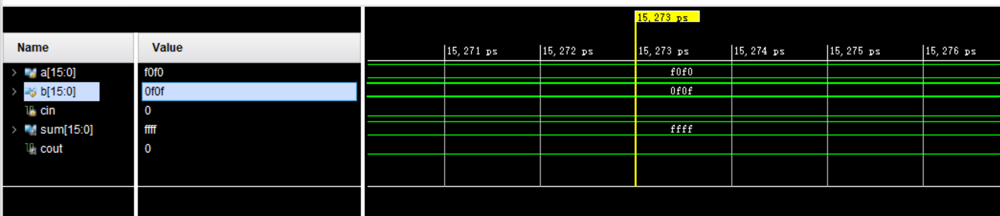 15,273 ps
Name Value 15,271 ps 15,272 ps 15,273 ps 15,274 ps 15,275 ps 15,276 ps
a[15:0] f0f0 f0f0
b[15:0] 0f0f 0f0f
cin 0
sum[15:0] ffff ffff
cout 0